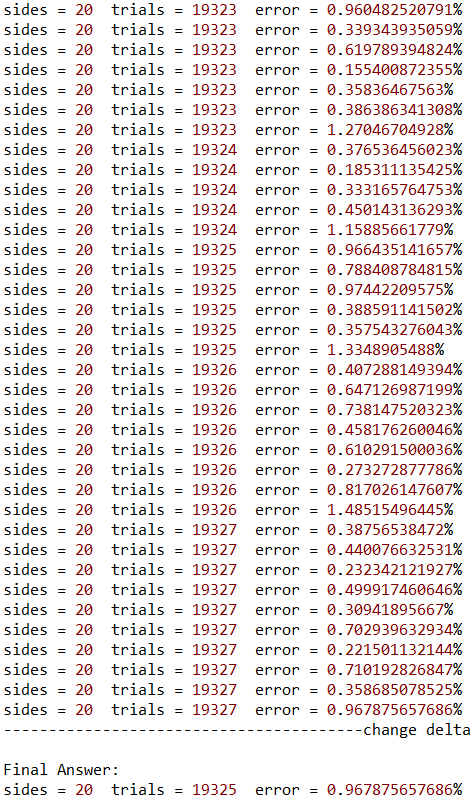 sides = 20  trials = 19323  error = 0.960482520791%
sides = 20  trials = 19323  error = 0.339343935059%
sides = 20  trials = 19323  error = 0.619789394824%
sides = 20  trials = 19323  error = 0.155400872355%
sides = 20  trials = 19323  error = 0.35836467563%
sides = 20  trials = 19323  error = 0.386386341308%
sides = 20  trials = 19323  error = 1.27046704928%
sides = 20  trials = 19324  error = 0.376536456023%
sides = 20  trials = 19324  error = 0.185311135425%
sides = 20  trials = 19324  error = 0.333165764753%
sides = 20  trials = 19324  error = 0.450143136293%
sides = 20  trials = 19324  error = 1.15885661779%
sides = 20  trials = 19325  error = 0.966435141657%
sides = 20  trials = 19325  error = 0.788408784815%
sides = 20  trials = 19325  error = 0.97442209575%
sides = 20  trials = 19325  error = 0.388591141502%
sides = 20  trials = 19325  error = 0.357543276043%
sides = 20  trials = 19325  error = 1.3348905488%
sides = 20  trials = 19326  error = 0.407288149394%
sides = 20  trials = 19326  error = 0.647126987199%
sides = 20  trials = 19326  error = 0.738147520323%
sides = 20  trials = 19326  error = 0.458176260046%
sides = 20  trials = 19326  error = 0.610291500036%
sides = 20  trials = 19326  error = 0.273272877786%
sides = 20  trials = 19326  error = 0.817026147607%
sides = 20  trials = 19326  error = 1.48515496445%
sides = 20  trials = 19327  error = 0.38756538472%
sides = 20  trials = 19327  error = 0.440076632531%
sides = 20  trials = 19327  error = 0.232342121927%
sides = 20  trials = 19327  error = 0.499917460646%
sides = 20  trials = 19327  error = 0.30941895667%
sides = 20  trials = 19327  error = 0.702939632934%
sides = 20  trials = 19327  error = 0.221501132144%
sides = 20  trials = 19327  error = 0.710192826847%
sides = 20  trials = 19327  error = 0.358685078525%
sides = 20  trials = 19327  error = 0.967875657686%
----------------------------------------change delta
Final Answer:
sides = 20  trials = 19325  error = 0.967875657686%